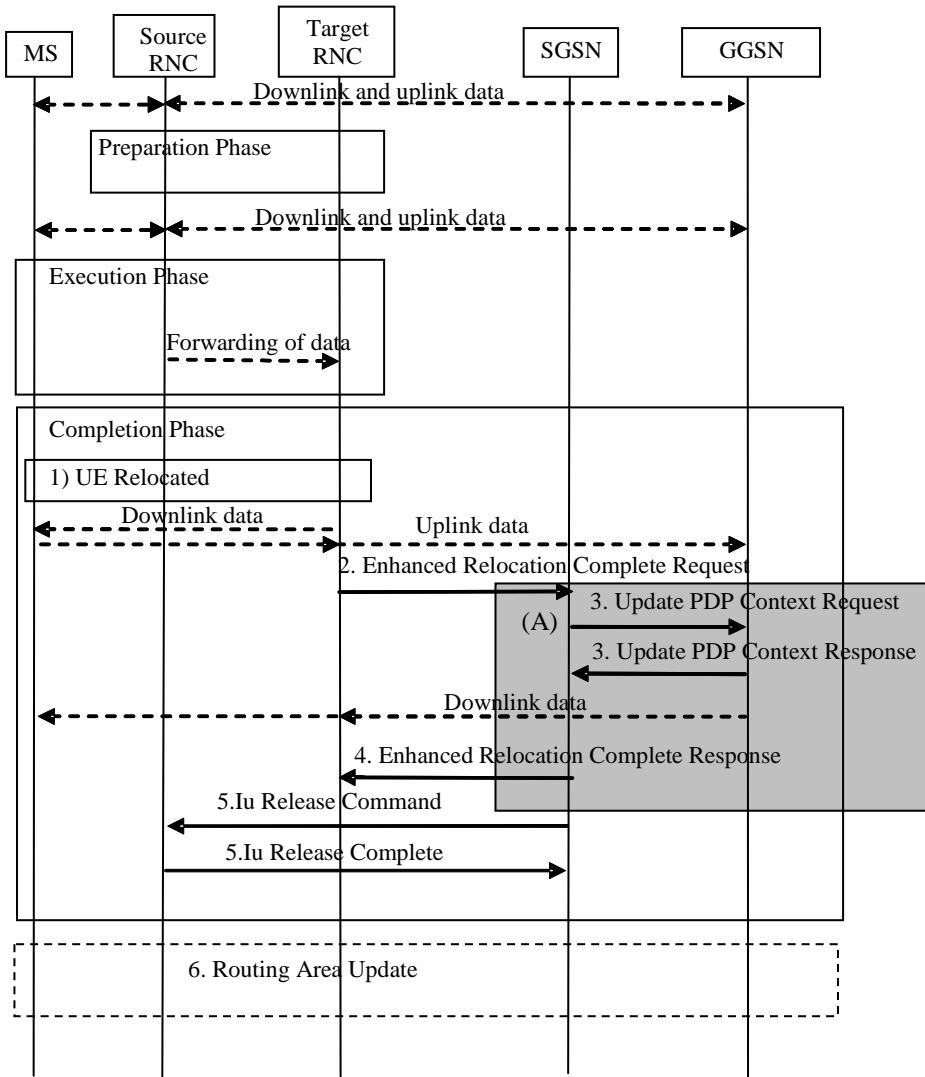 MS
Source
RNC
Target
RNC
SGSN
GGSN
Downlink and uplink data
Preparation Phase
Downlink and uplink data
Execution Phase
Forwarding of data
Completion Phase
1) UE Relocated
Downlink data
Uplink data
2. Enhanced Relocation Complete Request
(A)
3. Update PDP Context Request
3. Update PDP Context Response
Downlink data
4. Enhanced Relocation Complete Response
5.Iu Release Command
5.Iu Release Complete
6. Routing Area Update